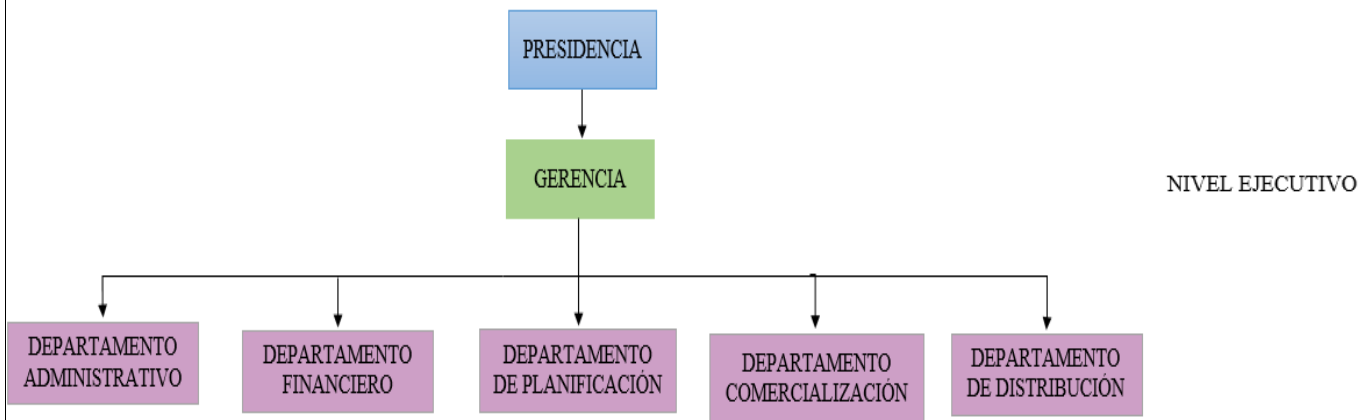 PRESIDENCIA
GERENCIA
NIVEL EJECUTIVO
DEPARTAMENTO
ADMINISTRATIVO
DEPARTAMENTO
FINANCIERO
DEPARTAMENTO
DE PLANIFICACIÓN
DEPARTAMENTO
COMERCIALIZACIÓN
DEPARTAMENTO
DE DISTRIBUCIÓN